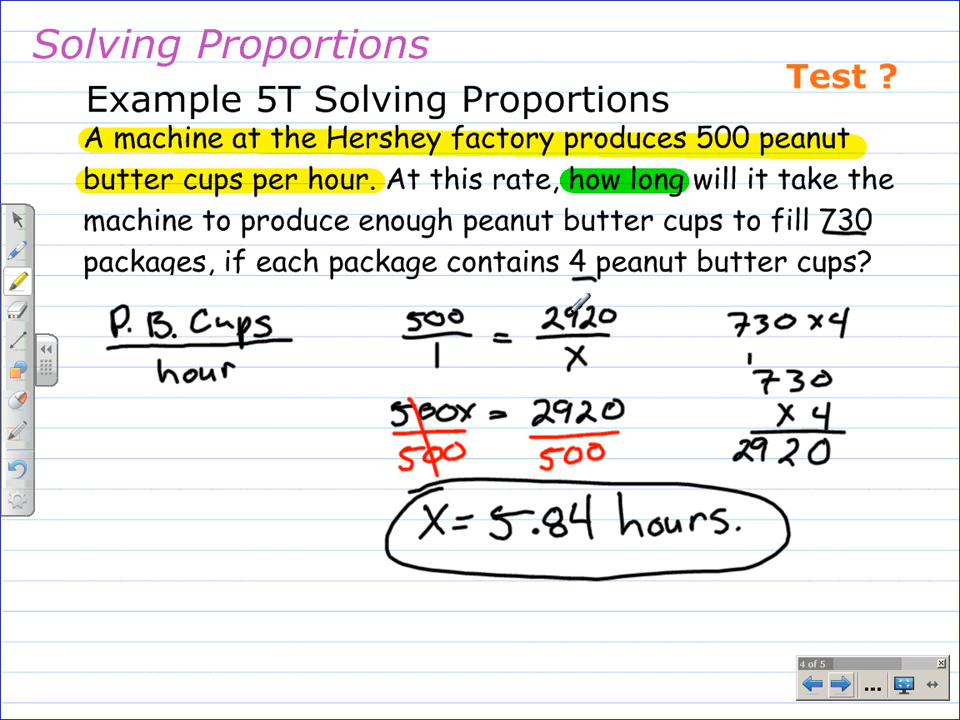 Solving Proportions
Test ?
Example 5T Solving Proportions
A machine at the Hershey factory produces 500 peanut
butter cups per hour. At this rate, how long will it take the
machine to produce enough peanut butter cups to fill 730
packages, if each package contains 4 peanut butter cups?
P. B. Cups
hour
500
1
=
2920
X
730 x 4
1
730
x 4
2920
500x = 2920
500 500
X = 5.84 hours.
4 of 5
...